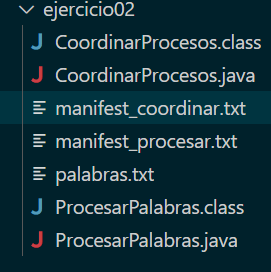 ejercicio02
CoordinarProcesos.class
CoordinarProcesos.java
manifest_coordinar.txt
manifest_procesar.txt
palabras.txt
ProcesarPalabras.class
ProcesarPalabras.java